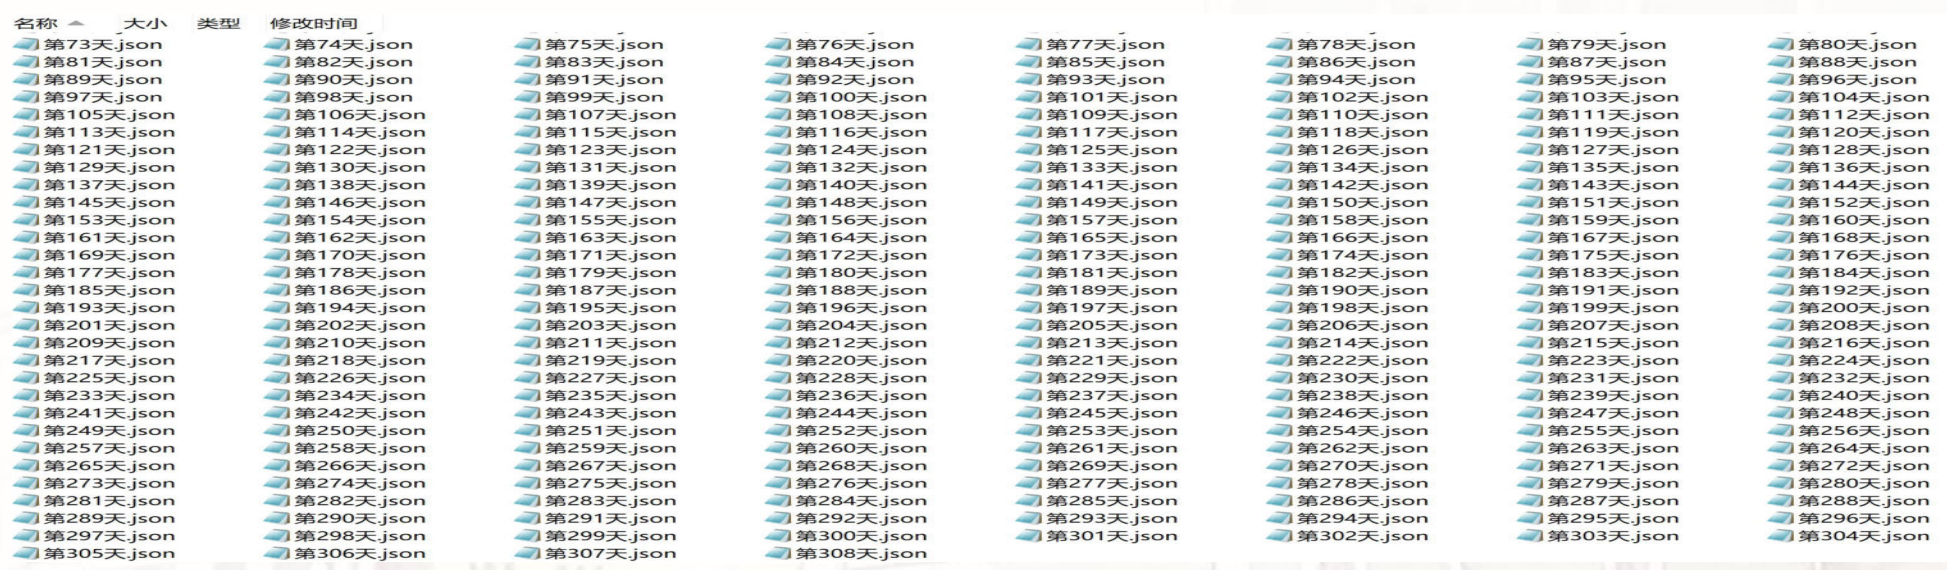 名称 大小 类型 修改时间
第73天.json 第74天.json 第75天.json 第76天.json 第77天.json 第78天.json 第79天.json 第80天.json
第81天.json 第82天.json 第83天.json 第84天.json 第85天.json 第86天.json 第87天.json 第88天.json
第89天.json 第90天.json 第91天.json 第92天.json 第93天.json 第94天.json 第95天.json 第96天.json
第97天.json 第98天.json 第99天.json 第100天.json 第101天.json 第102天.json 第103天.json 第104天.json
第105天.json 第106天.json 第107天.json 第108天.json 第109天.json 第110天.json 第111天.json 第112天.json
第113天.json 第114天.json 第115天.json 第116天.json 第117天.json 第118天.json 第119天.json 第120天.json
第121天.json 第122天.json 第123天.json 第124天.json 第125天.json 第126天.json 第127天.json 第128天.json
第129天.json 第130天.json 第131天.json 第132天.json 第133天.json 第134天.json 第135天.json 第136天.json
第137天.json 第138天.json 第139天.json 第140天.json 第141天.json 第142天.json 第143天.json 第144天.json
第145天.json 第146天.json 第147天.json 第148天.json 第149天.json 第150天.json 第151天.json 第152天.json
第153天.json 第154天.json 第155天.json 第156天.json 第157天.json 第158天.json 第159天.json 第160天.json
第161天.json 第162天.json 第163天.json 第164天.json 第165天.json 第166天.json 第167天.json 第168天.json
第169天.json 第170天.json 第171天.json 第172天.json 第173天.json 第174天.json 第175天.json 第176天.json
第177天.json 第178天.json 第179天.json 第180天.json 第181天.json 第182天.json 第183天.json 第184天.json
第185天.json 第186天.json 第187天.json 第188天.json 第189天.json 第190天.json 第191天.json 第192天.json
第193天.json 第194天.json 第195天.json 第196天.json 第197天.json 第198天.json 第199天.json 第200天.json
第201天.json 第202天.json 第203天.json 第204天.json 第205天.json 第206天.json 第207天.json 第208天.json
第209天.json 第210天.json 第211天.json 第212天.json 第213天.json 第214天.json 第215天.json 第216天.json
第217天.json 第218天.json 第219天.json 第220天.json 第221天.json 第222天.json 第223天.json 第224天.json
第225天.json 第226天.json 第227天.json 第228天.json 第229天.json 第230天.json 第231天.json 第232天.json
第233天.json 第234天.json 第235天.json 第236天.json 第237天.json 第238天.json 第239天.json 第240天.json
第241天.json 第242天.json 第243天.json 第244天.json 第245天.json 第246天.json 第247天.json 第248天.json
第249天.json 第250天.json 第251天.json 第252天.json 第253天.json 第254天.json 第255天.json 第256天.json
第257天.json 第258天.json 第259天.json 第260天.json 第261天.json 第262天.json 第263天.json 第264天.json
第265天.json 第266天.json 第267天.json 第268天.json 第269天.json 第270天.json 第271天.json 第272天.json
第273天.json 第274天.json 第275天.json 第276天.json 第277天.json 第278天.json 第279天.json 第280天.json
第281天.json 第282天.json 第283天.json 第284天.json 第285天.json 第286天.json 第287天.json 第288天.json
第289天.json 第290天.json 第291天.json 第292天.json 第293天.json 第294天.json 第295天.json 第296天.json
第297天.json 第298天.json 第299天.json 第300天.json 第301天.json 第302天.json 第303天.json 第304天.json
第305天.json 第306天.json 第307天.json 第308天.json